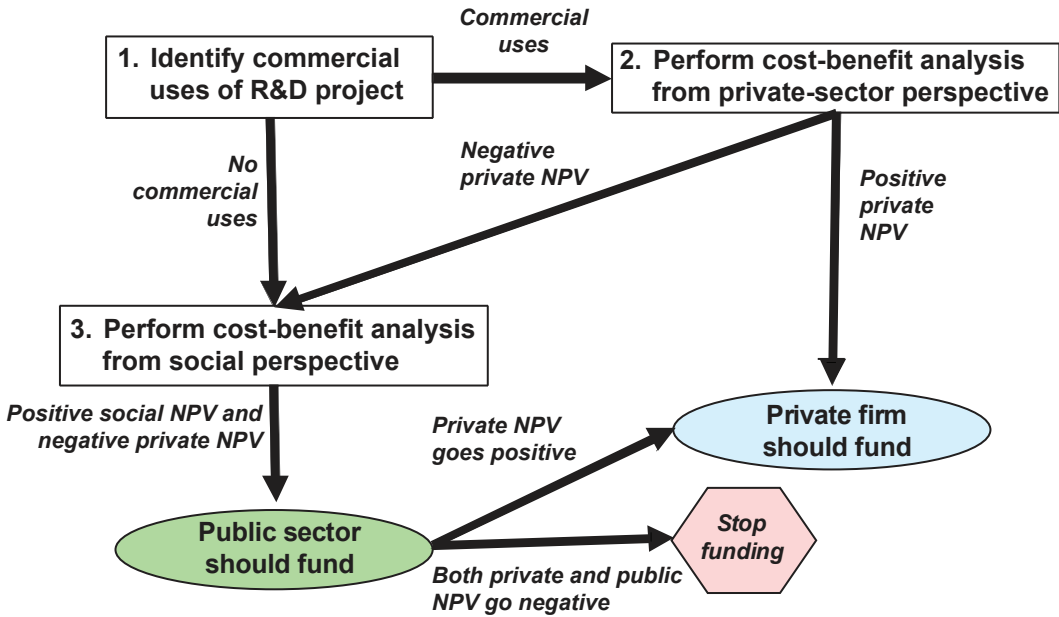 Commercial
uses
1. Identify commercial
uses of R&D project
2. Perform cost-benefit analysis
from private-sector perspective
No
commercial
uses
Negative
private NPV
Positive
private
NPV
3. Perform cost-benefit analysis
from social perspective
Positive social NPV and
negative private NPV
Private NPV
goes positive
Private firm
should fund
Public sector
should fund
Stop
funding
Both private and public
NPV go negative